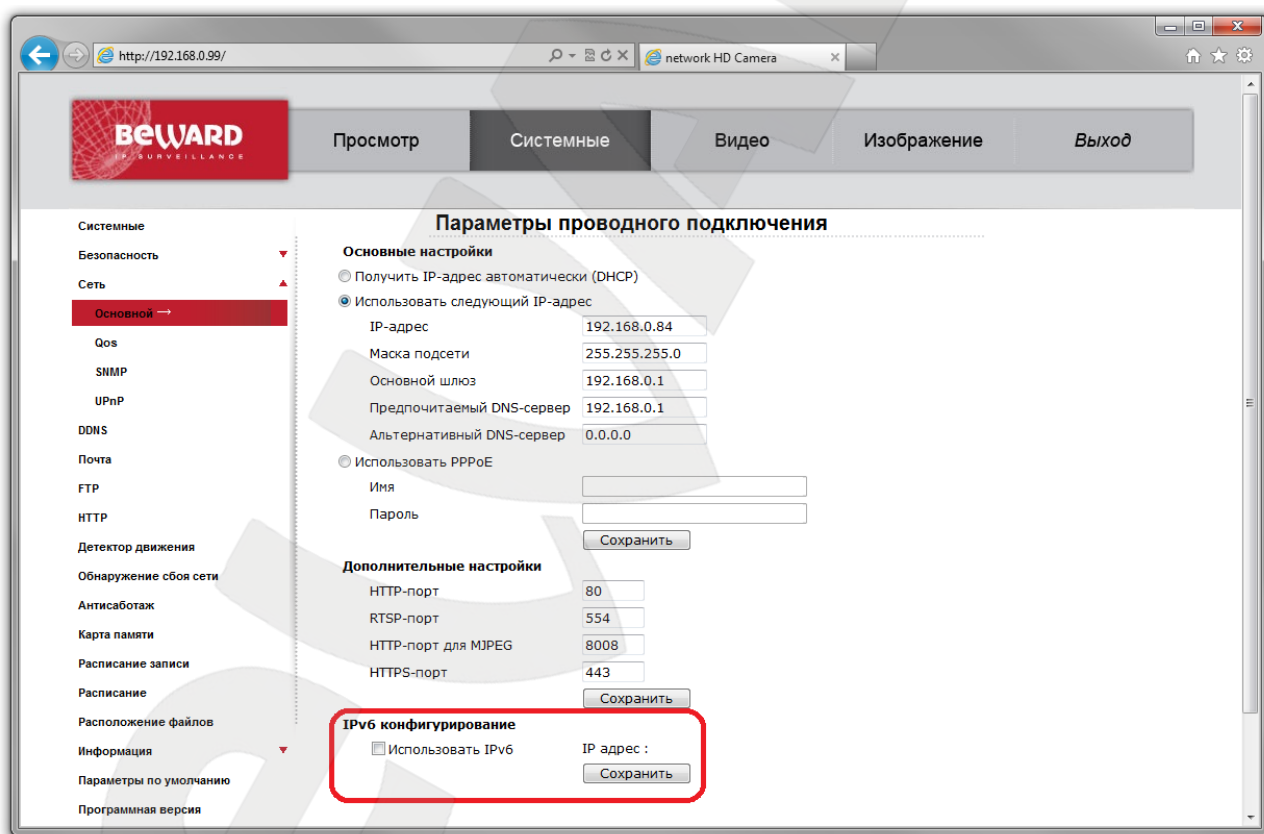 http://192.168.0.99/
network HD Camera
BEWARD
IP SURVEILLANCE
Просмотр
Системные
Видео
Изображение
Выход
Системные
Безопасность
Сеть
Основной →
Qos
SNMP
UPnP
DDNS
Почта
FTP
HTTP
Детектор движения
Обнаружение сбоя сети
Антисаботаж
Карта памяти
Расписание записи
Расписание
Расположение файлов
Информация
Параметры по умолчанию
Программная версия
Параметры проводного подключения
Основные настройки
Получить IP-адрес автоматически (DHCP)
Использовать следующий IP-адрес
IP-адрес 192.168.0.84
Маска подсети 255.255.255.0
Основной шлюз 192.168.0.1
Предпочитаемый DNS-сервер 192.168.0.1
Альтернативный DNS-сервер 0.0.0.0
Использовать PPPoE
Имя
Пароль
Сохранить
Дополнительные настройки
HTTP-порт 80
RTSP-порт 554
HTTP-порт для MJPEG 8008
HTTPS-порт 443
Сохранить
IPv6 конфигурирование
Использовать IPv6 IP адрес :
Сохранить